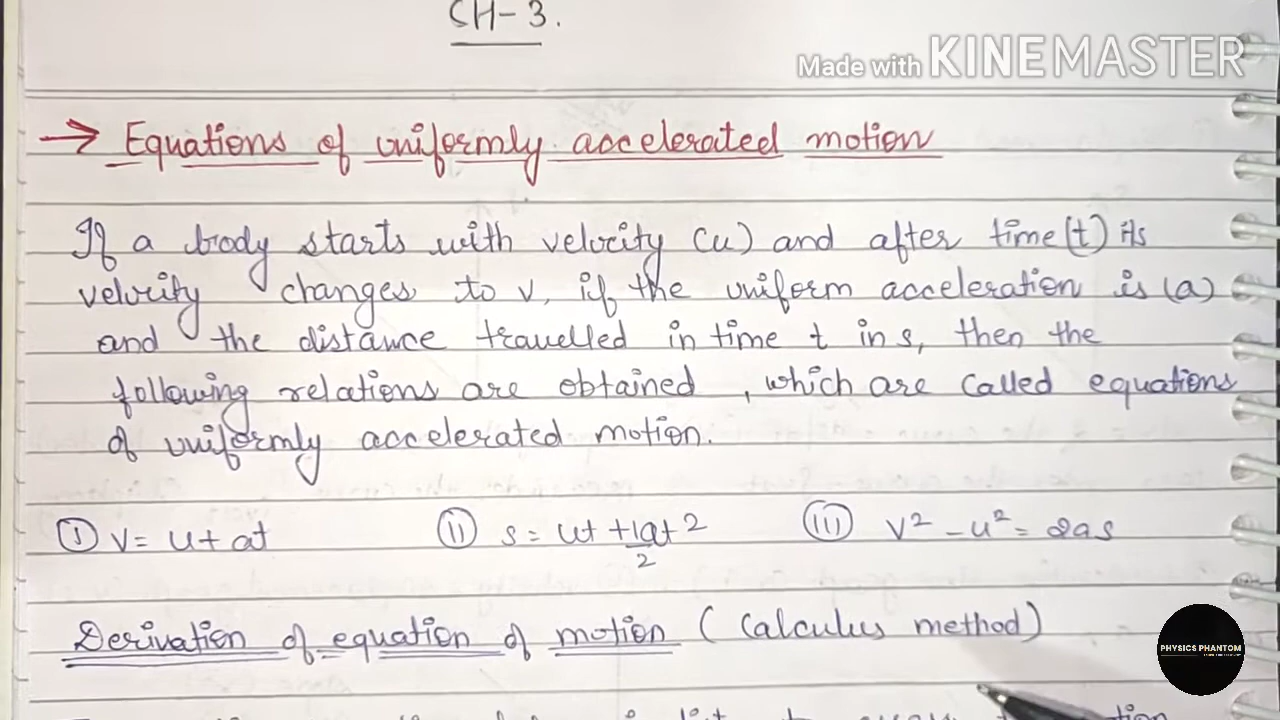 CH-3.
Made with KINEMASTER
→ Equations of uniformly accelerated motion
If a body starts with velocity (u) and after time (t) its
velocity changes to v, if the uniform acceleration is (a)
and the distance travelled in time t in s, then the
following relations are obtained, which are called equations
of uniformly accelerated motion.
(I) v = u + at (II) s = ut + 1/2 at² (III) v² - u² = 2as
Derivation of equation of motion (Calculus method)
PHYSICS PHANTOM